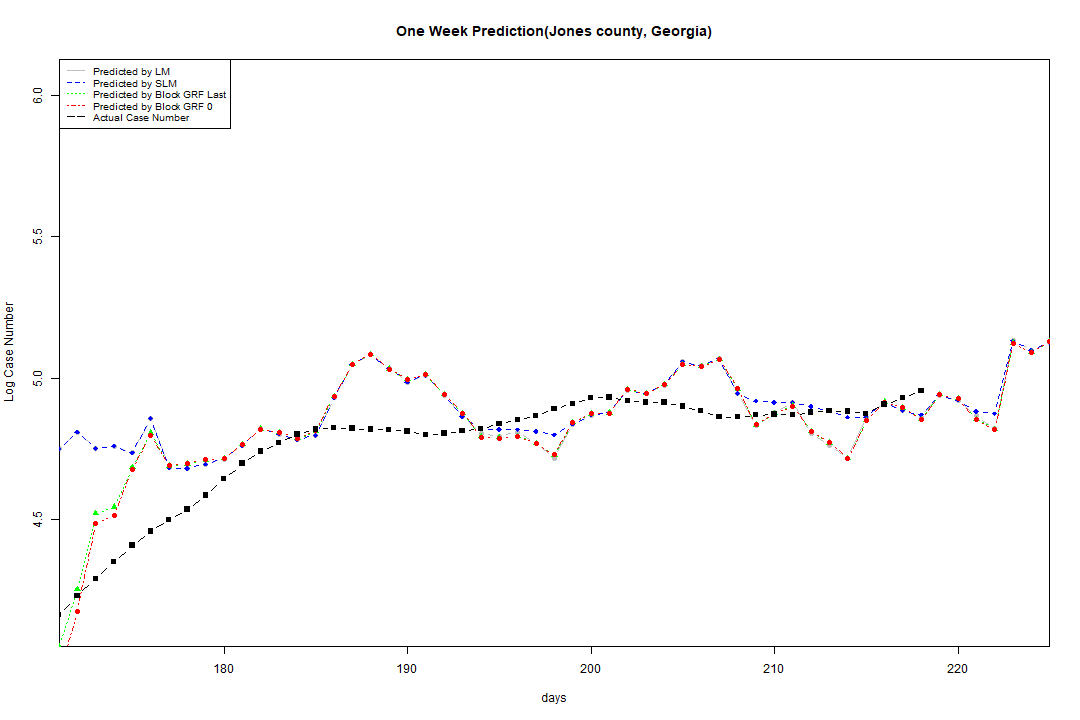 One Week Prediction(Jones county, Georgia)
Predicted by LM
Predicted by SLM
Predicted by Block GRF Last
Predicted by Block GRF 0
Actual Case Number
6.0
5.5
5.0
4.5
Log Case Number
180 190 200 210 220
days